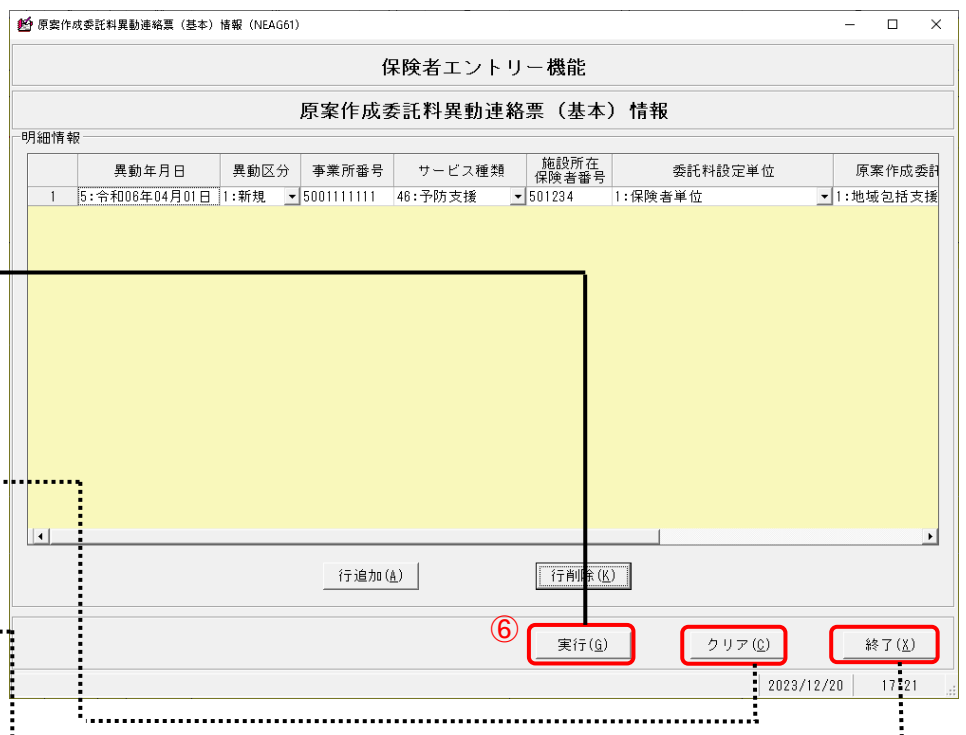 原案作成委託料異動連絡票（基本）情報（NEAG61）
保険者エントリー機能
原案作成委託料異動連絡票（基本）情報
明細情報
異動年月日 異動区分 事業所番号 サービス種類 施設所在保険者番号 委託料設定単位 原案作成委託
1 5:令和06年04月01日 1:新規 5001111111 46:予防支援 501234 1:保険者単位 1:地域包括支援
行追加(A) 行削除(K)
⑥ 実行(G) クリア(C) 終了(X)
2023/12/20 17:21